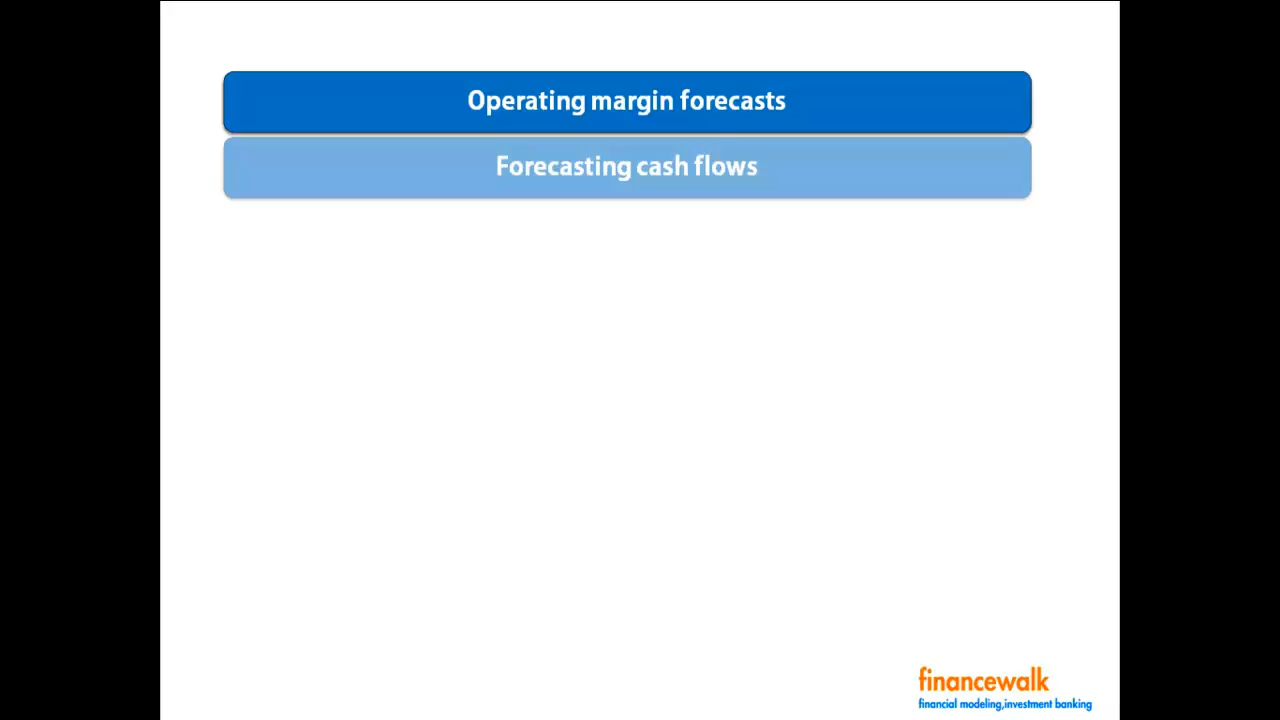 Operating margin forecasts
Forecasting cash flows
financewalk
financial modeling,investment banking